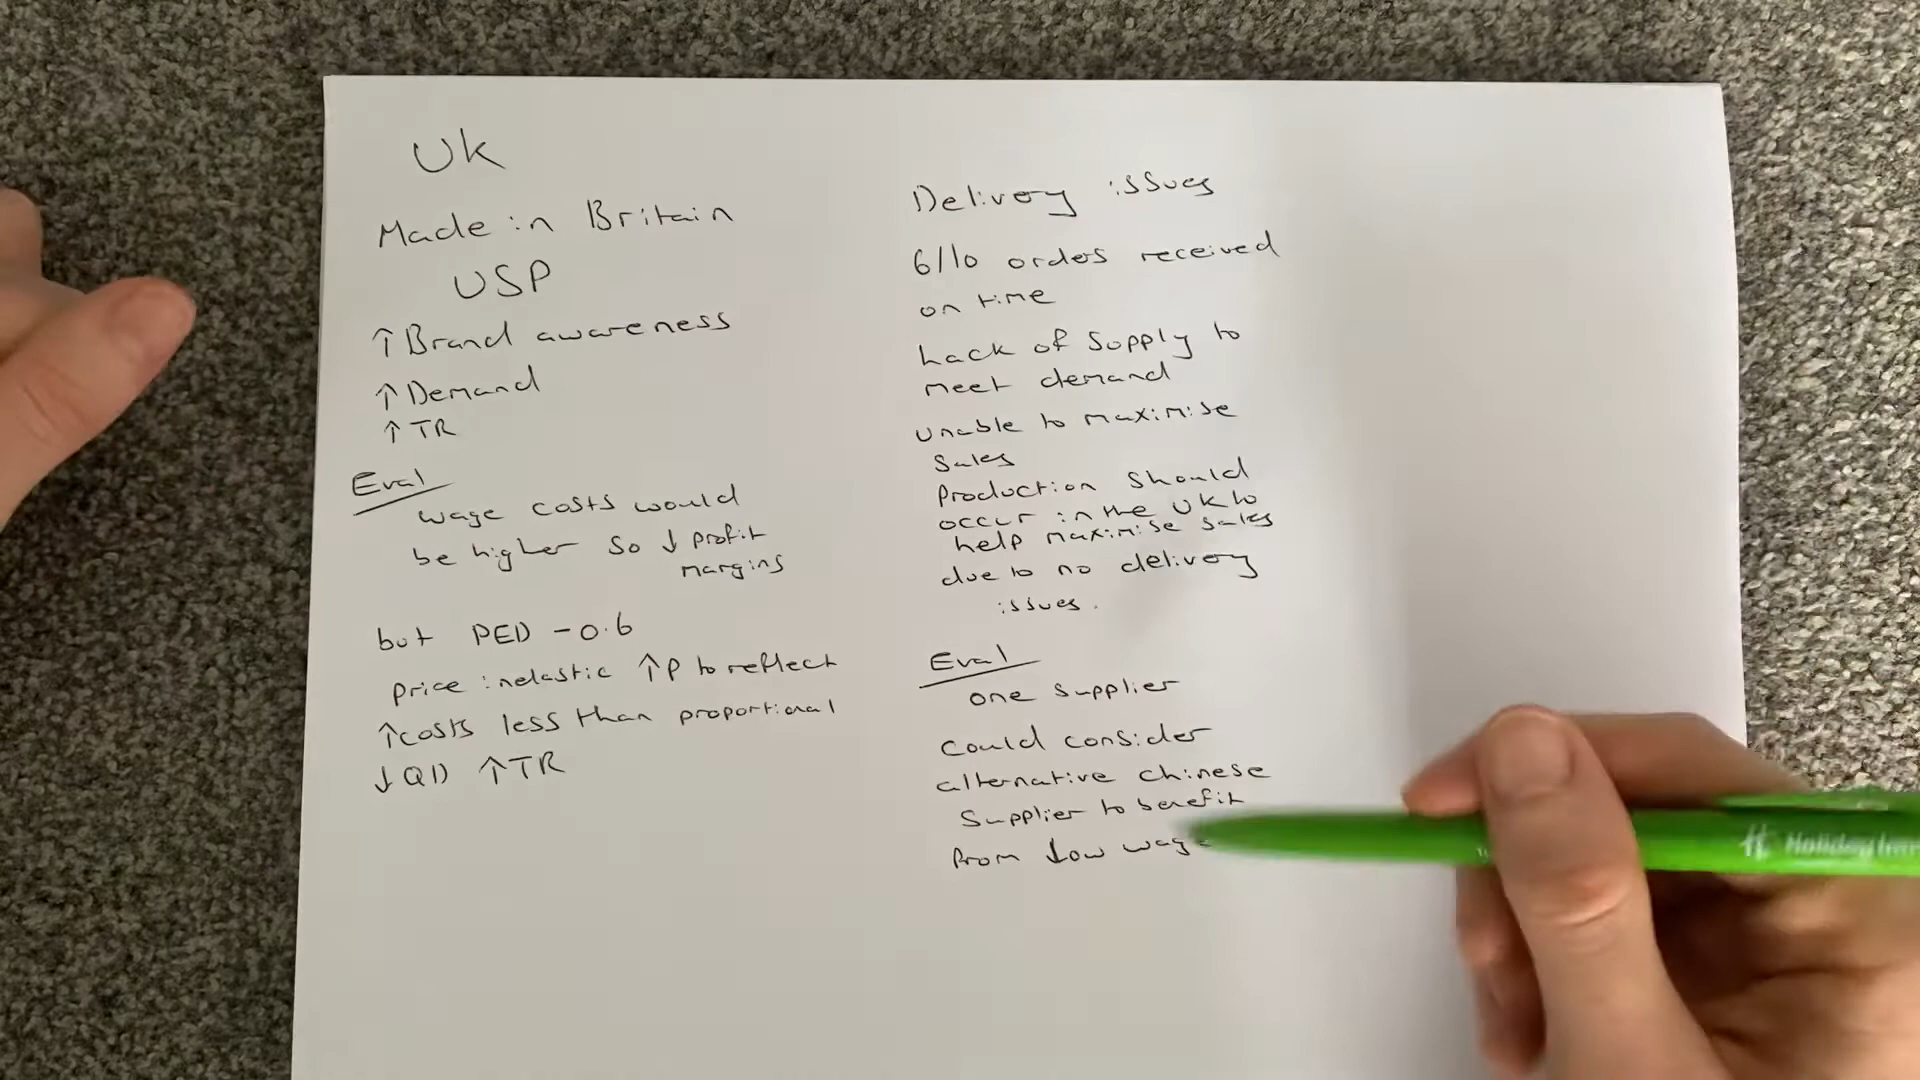 UK
Made in Britain
USP
↑ Brand awareness
↑ Demand
↑ TR
Eval
wage costs would
be higher so ↓ profit
margins
but PED -0.6
price inelastic ↑P to reflect
↑costs less than proportional
↓ QD ↑TR
Delivery issues
6/10 orders received
on time
Lack of supply to
meet demand
unable to maximise
sales
production should
occur in the UK to
help maximise sales
due to no delivery
issues.
Eval
one supplier
could consider
alternative chinese
supplier to benefit
from low
Holiday Inn